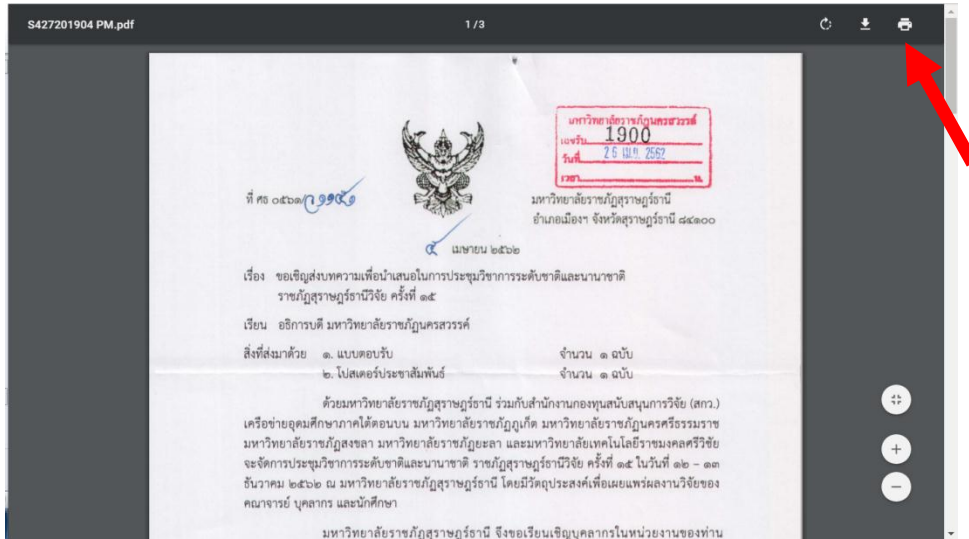 S427201904 PM.pdf
1 / 3
มหาวิทยาลัยราชภัฏนครสวรรค์
เลขรับ 1900
วันที่ 26 เม.ย. 2562
เวลา น.
ที่ ศธ ๐๕๖๑/ว ๑๑๕๑
มหาวิทยาลัยราชภัฏสุราษฎร์ธานี
อำเภอเมืองฯ จังหวัดสุราษฎร์ธานี ๘๔๑๐๐
๕ เมษายน ๒๕๖๒
เรื่อง ขอเชิญส่งบทความเพื่อนำเสนอในการประชุมวิชาการระดับชาติและนานาชาติ
ราชภัฏสุราษฎร์ธานีวิจัย ครั้งที่ ๑๕
เรียน อธิการบดี มหาวิทยาลัยราชภัฏนครสวรรค์
สิ่งที่ส่งมาด้วย ๑. แบบตอบรับ จำนวน ๑ ฉบับ
๒. โปสเตอร์ประชาสัมพันธ์ จำนวน ๑ ฉบับ
ด้วยมหาวิทยาลัยราชภัฏสุราษฎร์ธานี ร่วมกับสำนักงานกองทุนสนับสนุนการวิจัย (สกว.)
เครือข่ายอุดมศึกษาภาคใต้ตอนบน มหาวิทยาลัยราชภัฏภูเก็ต มหาวิทยาลัยราชภัฏนครศรีธรรมราช
มหาวิทยาลัยราชภัฏสงขลา มหาวิทยาลัยราชภัฏยะลา และมหาวิทยาลัยเทคโนโลยีราชมงคลศรีวิชัย
จะจัดการประชุมวิชาการระดับชาติและนานาชาติ ราชภัฏสุราษฎร์ธานีวิจัย ครั้งที่ ๑๕ ในวันที่ ๑๒ – ๑๓
ธันวาคม ๒๕๖๒ ณ มหาวิทยาลัยราชภัฏสุราษฎร์ธานี โดยมีวัตถุประสงค์เพื่อเผยแพร่ผลงานวิจัยของ
คณาจารย์ บุคลากร และนักศึกษา
มหาวิทยาลัยราชภัฏสุราษฎร์ธานี จึงขอเรียนเชิญบุคลากรในหน่วยงานของท่าน